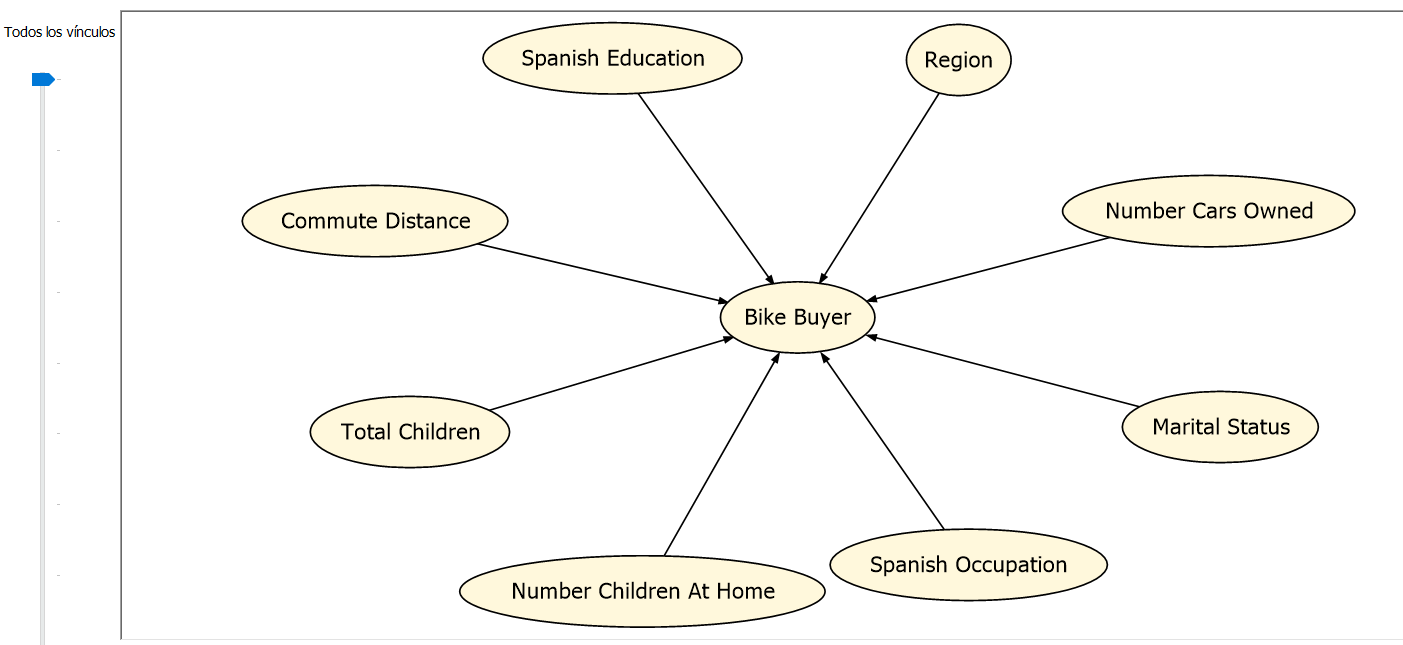 Todos los vínculos
Spanish Education
Region
Commute Distance
Number Cars Owned
Bike Buyer
Total Children
Marital Status
Number Children At Home
Spanish Occupation